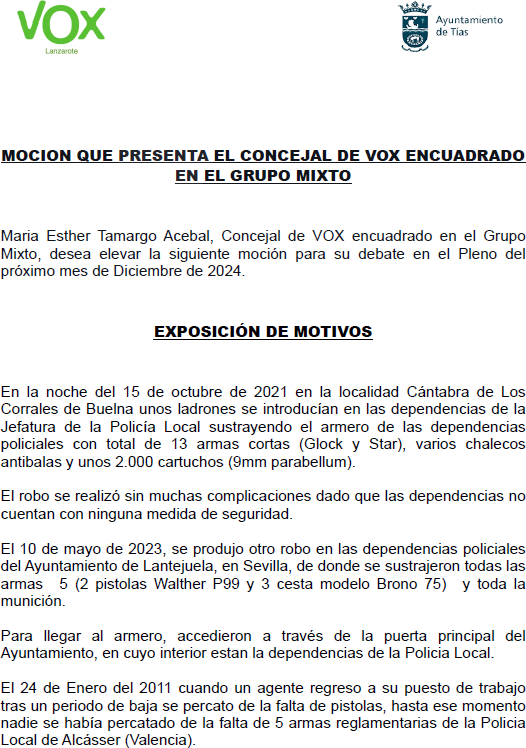 VOX
Lanzarote
Ayuntamiento
de Tías
MOCION QUE PRESENTA EL CONCEJAL DE VOX ENCUADRADO
EN EL GRUPO MIXTO
Maria Esther Tamargo Acebal, Concejal de VOX encuadrado en el Grupo
Mixto, desea elevar la siguiente moción para su debate en el Pleno del
próximo mes de Diciembre de 2024.
EXPOSICIÓN DE MOTIVOS
En la noche del 15 de octubre de 2021 en la localidad Cántabra de Los
Corrales de Buelna unos ladrones se introducían en las dependencias de la
Jefatura de la Policía Local sustrayendo el armero de las dependencias
policiales con total de 13 armas cortas (Glock y Star), varios chalecos
antibalas y unos 2.000 cartuchos (9mm parabellum).
El robo se realizó sin muchas complicaciones dado que las dependencias no
cuentan con ninguna medida de seguridad.
El 10 de mayo de 2023, se produjo otro robo en las dependencias policiales
del Ayuntamiento de Lantejuela, en Sevilla, de donde se sustrajeron todas las
armas  5 (2 pistolas Walther P99 y 3 cesta modelo Brono 75)  y toda la
munición.
Para llegar al armero, accedieron a través de la puerta principal del
Ayuntamiento, en cuyo interior estan la dependencias de la Policia Local.
El 24 de Enero del 2011 cuando un agente regreso a su puesto de trabajo
tras un periodo de baja se percato de la falta de pistolas, hasta ese momento
nadie se había percatado de la falta de 5 armas reglamentarias de la Policía
Local de Alcásser (Valencia).